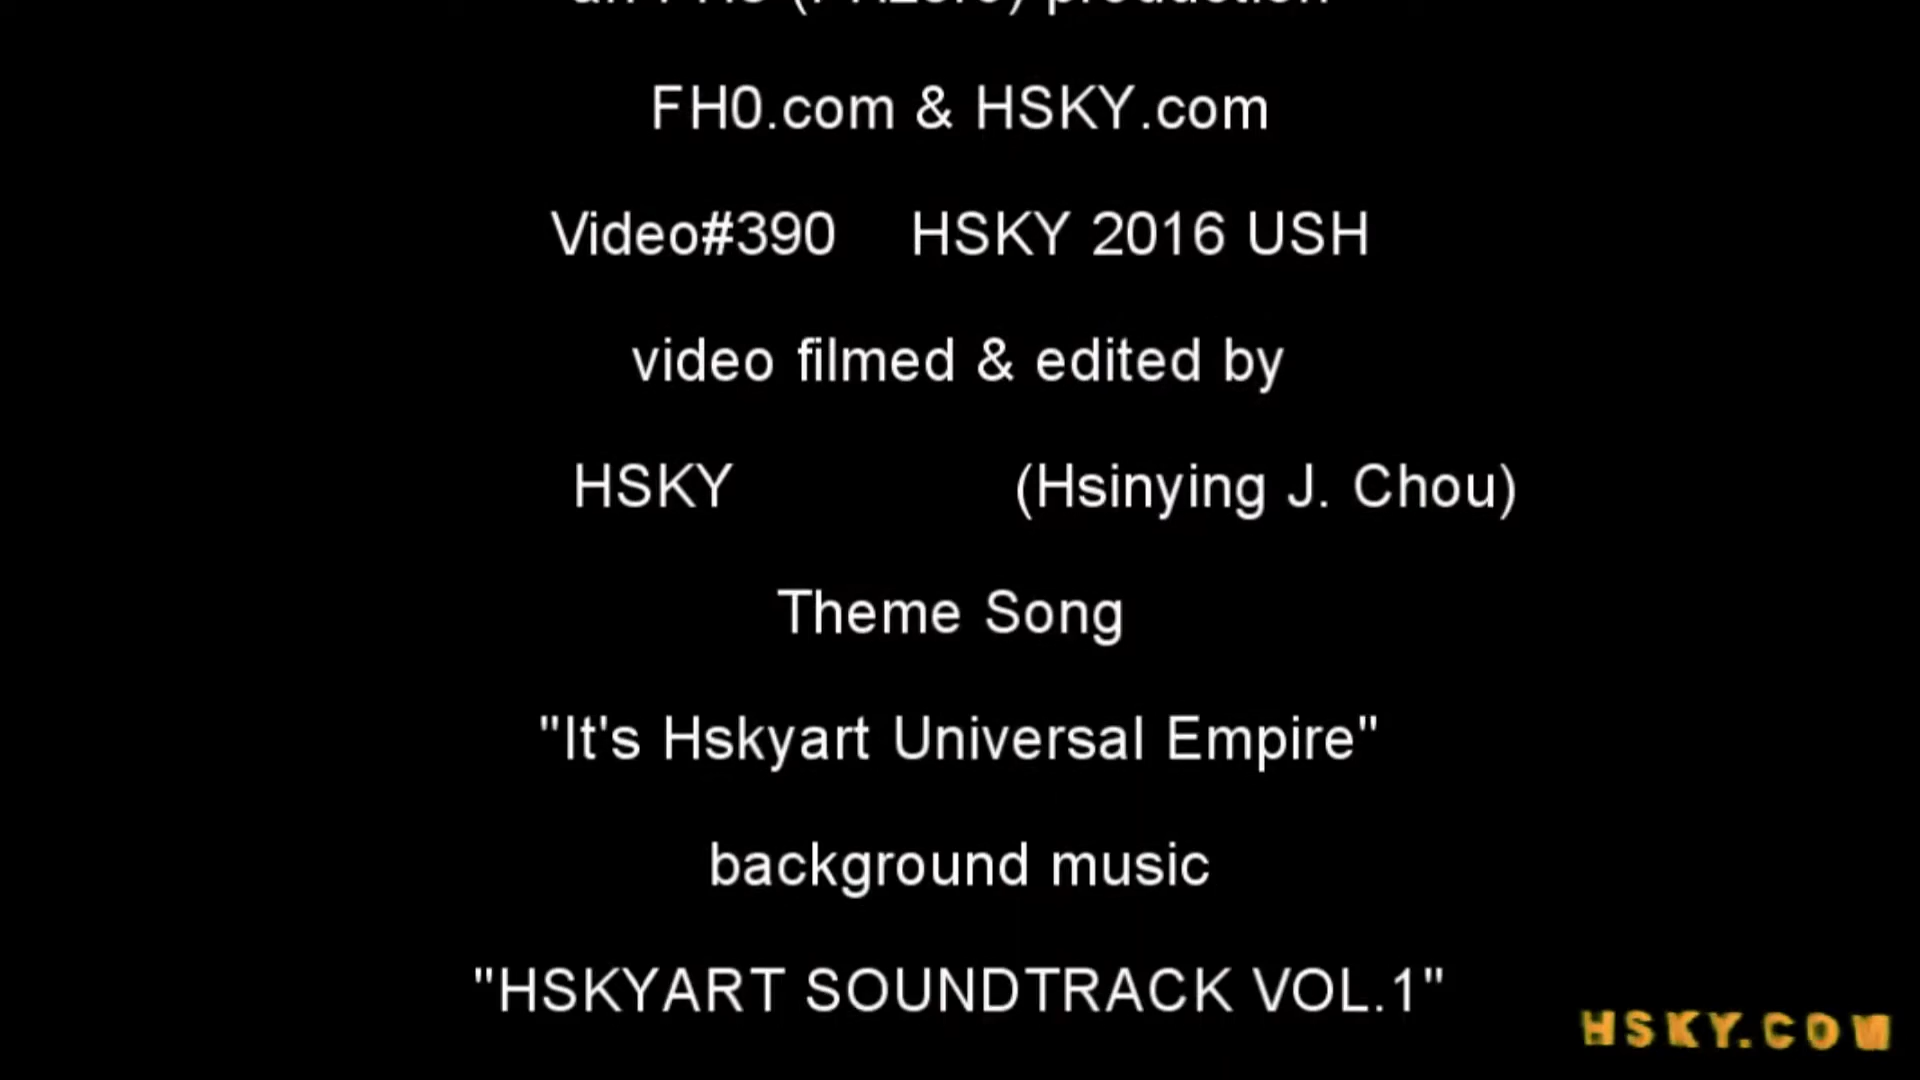 production
FH0.com & HSKY.com
Video#390 HSKY 2016 USH
video filmed & edited by
HSKY (Hsinying J. Chou)
Theme Song
"It's Hskyart Universal Empire"
background music
"HSKYART SOUNDTRACK VOL.1"
HSKY.COM